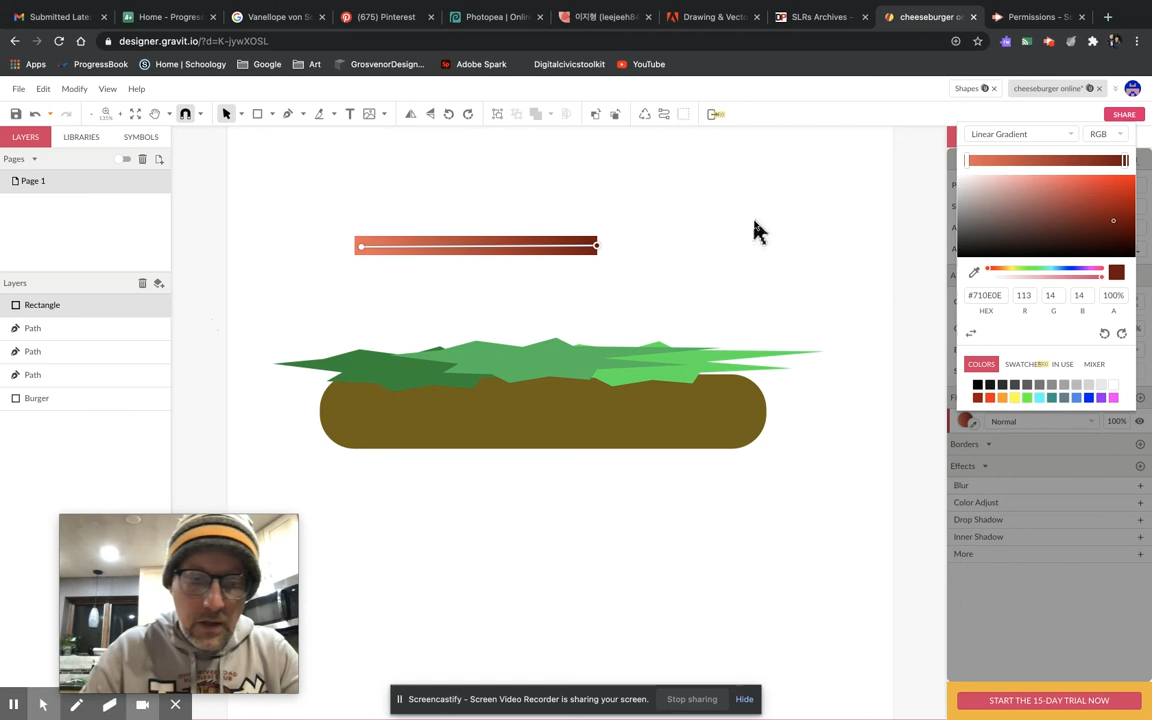 Submitted Late
Home - Progress
Vanellope von Sc
(675) Pinterest
Photopea | Onlin
이지형 (leejeeh84
Drawing & Vecto
SLRs Archives -
cheeseburger on
Permissions - S
designer.gravit.io/?d=K-jywXOSL
Apps
ProgressBook
Home | Schoology
Google
Art
GrosvenorDesign...
Adobe Spark
Digitalcivicstoolkit
YouTube
File
Edit
Modify
View
Help
Shapes
cheeseburger online*
SHARE
LAYERS
LIBRARIES
SYMBOLS
Linear Gradient
RGB
Pages
Page 1
Layers
Rectangle
Path
Path
Path
Burger
#710E0E
113
14
14
100%
HEX
R
G
B
A
COLORS
SWATCHES
IN USE
MIXER
Normal
100%
Borders
Effects
Blur
Color Adjust
Drop Shadow
Inner Shadow
More
START THE 15-DAY TRIAL NOW
Screencastify - Screen Video Recorder is sharing your screen.
Stop sharing
Hide